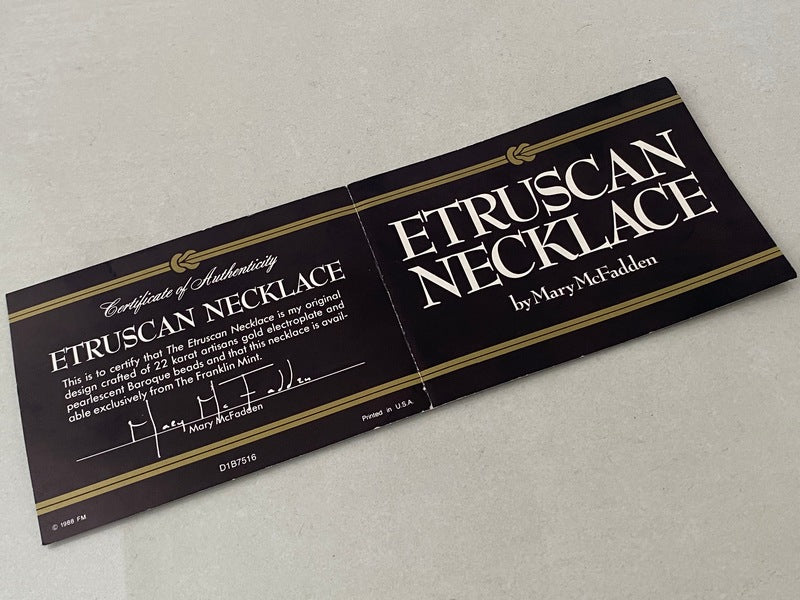 Certificate of Authenticity
ETRUSCAN NECKLACE
This is to certify that The Etruscan Necklace is my original
design crafted of 22 karat artisans gold electroplate and
pearlescent Baroque beads and that this necklace is avail-
able exclusively from The Franklin Mint.
Mary McFadden
Mary McFadden
Printed in U.S.A.
D1B7516
© 1988 FM
ETRUSCAN
NECKLACE
by Mary McFadden